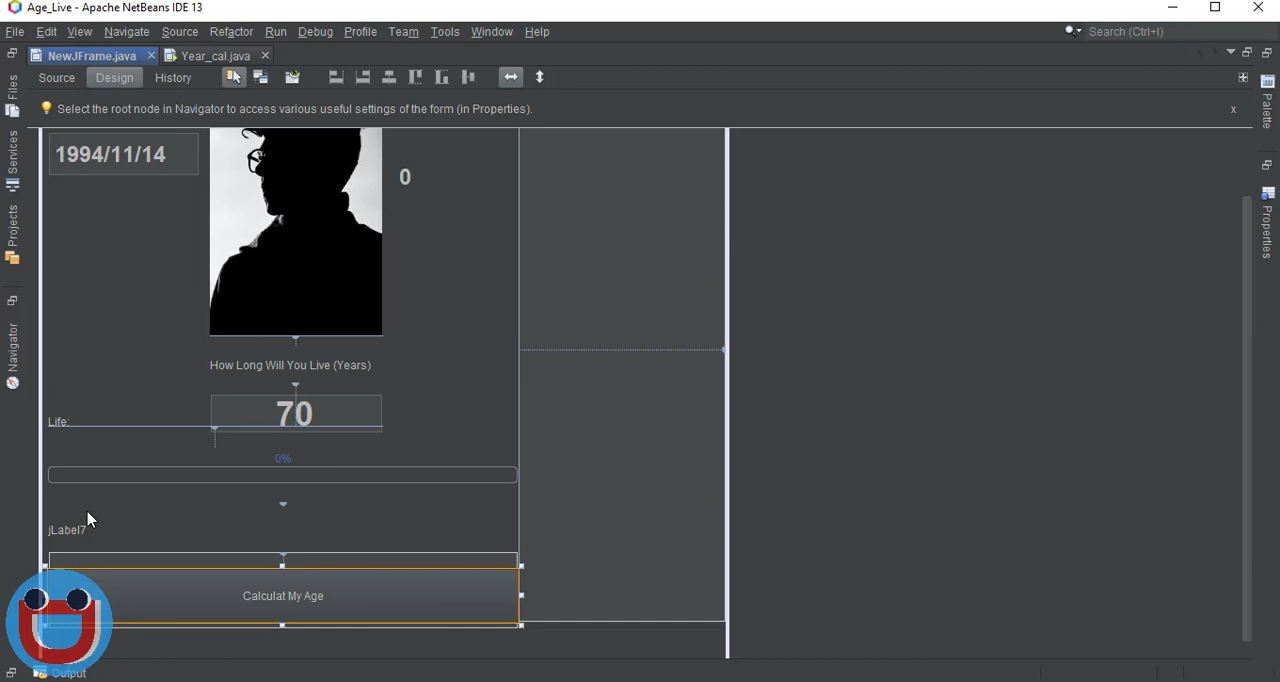 Age_Live - Apache NetBeans IDE 13
File Edit View Navigate Source Refactor Run Debug Profile Team Tools Window Help
Search (Ctrl+I)
NewJFrame.java x Year_cal.java x
Source Design History
Select the root node in Navigator to access various useful settings of the form (in Properties). x
Files
Services
Projects
Navigator
Palette
Properties
1994/11/14
0
How Long Will You Live (Years)
Life:
70
0%
jLabel7
Calculat My Age
Output